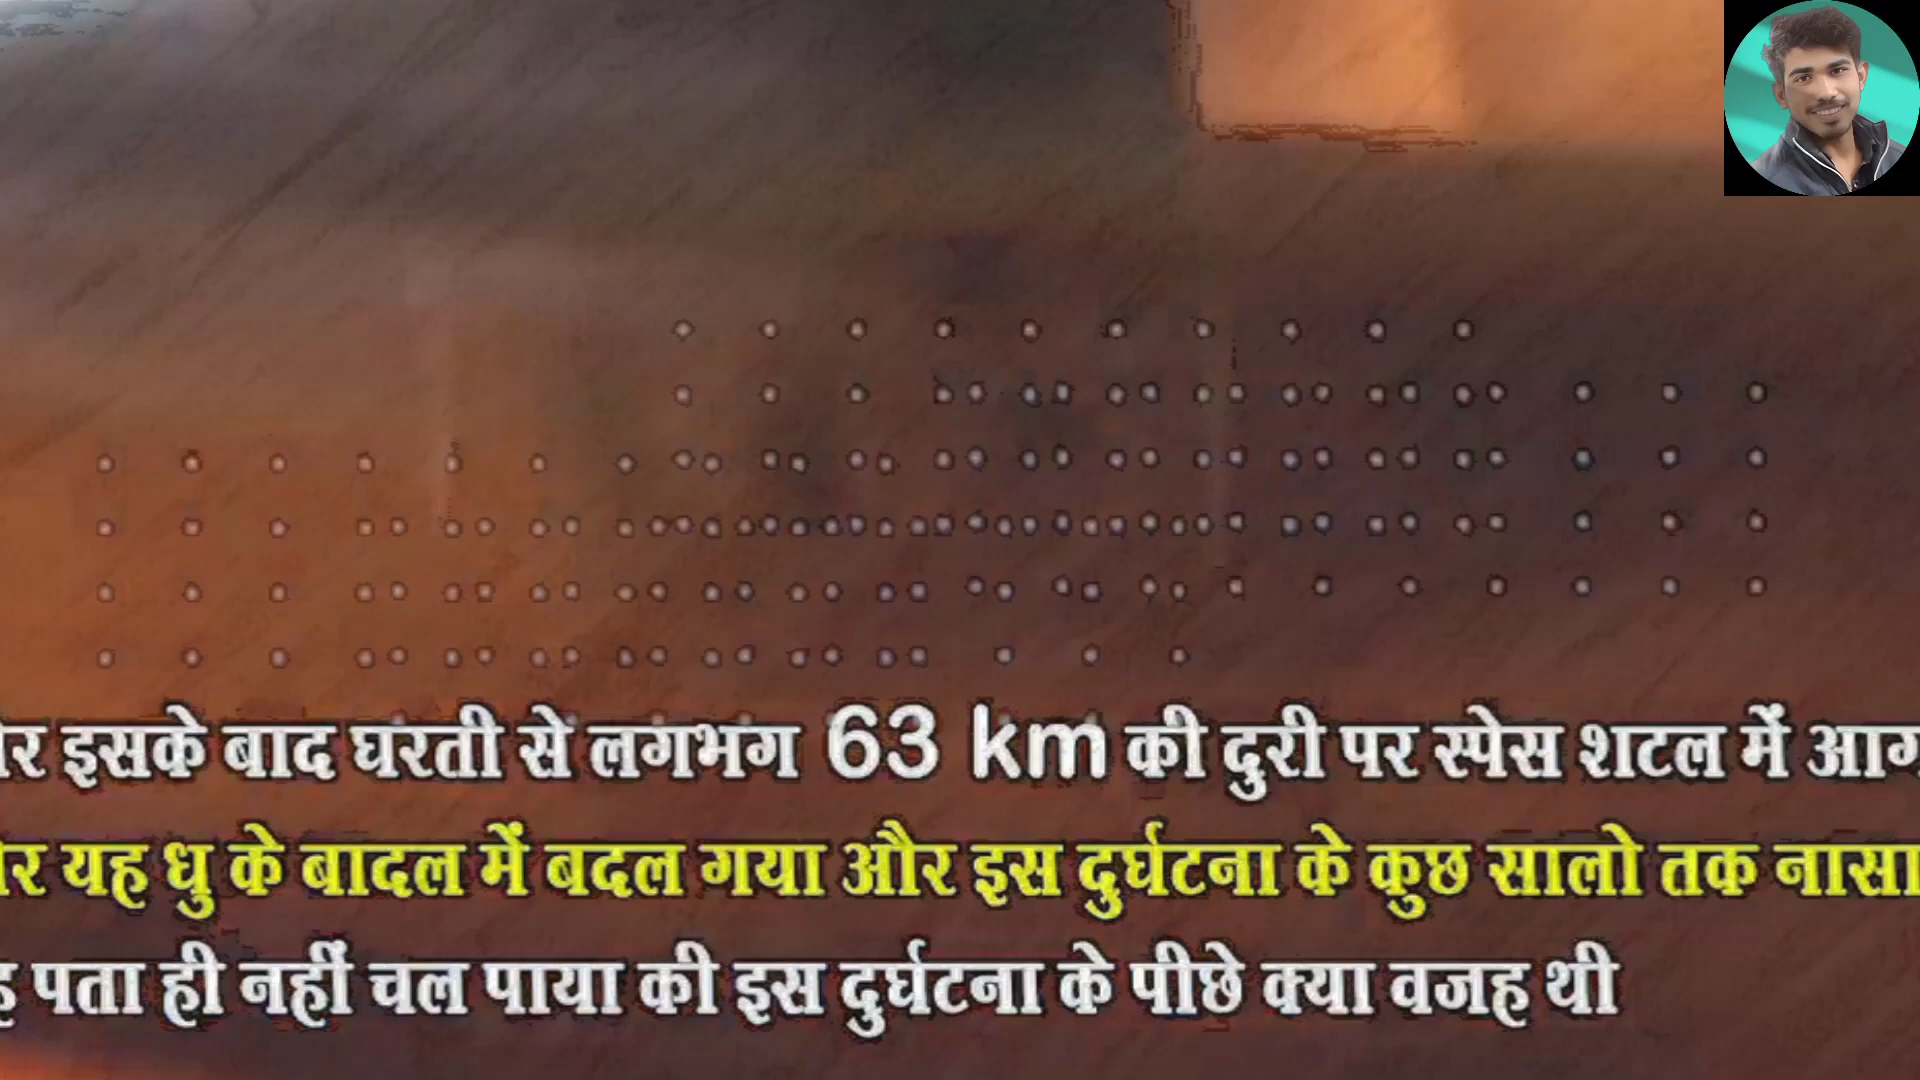 र इसके बाद घरती से लगभग 63 km की दुरी पर स्पेस शटल में आग
र यह धु के बादल में बदल गया और इस दुर्घटना के कुछ सालो तक नासा
पता ही नहीं चल पाया की इस दुर्घटना के पीछे क्या वजह थी